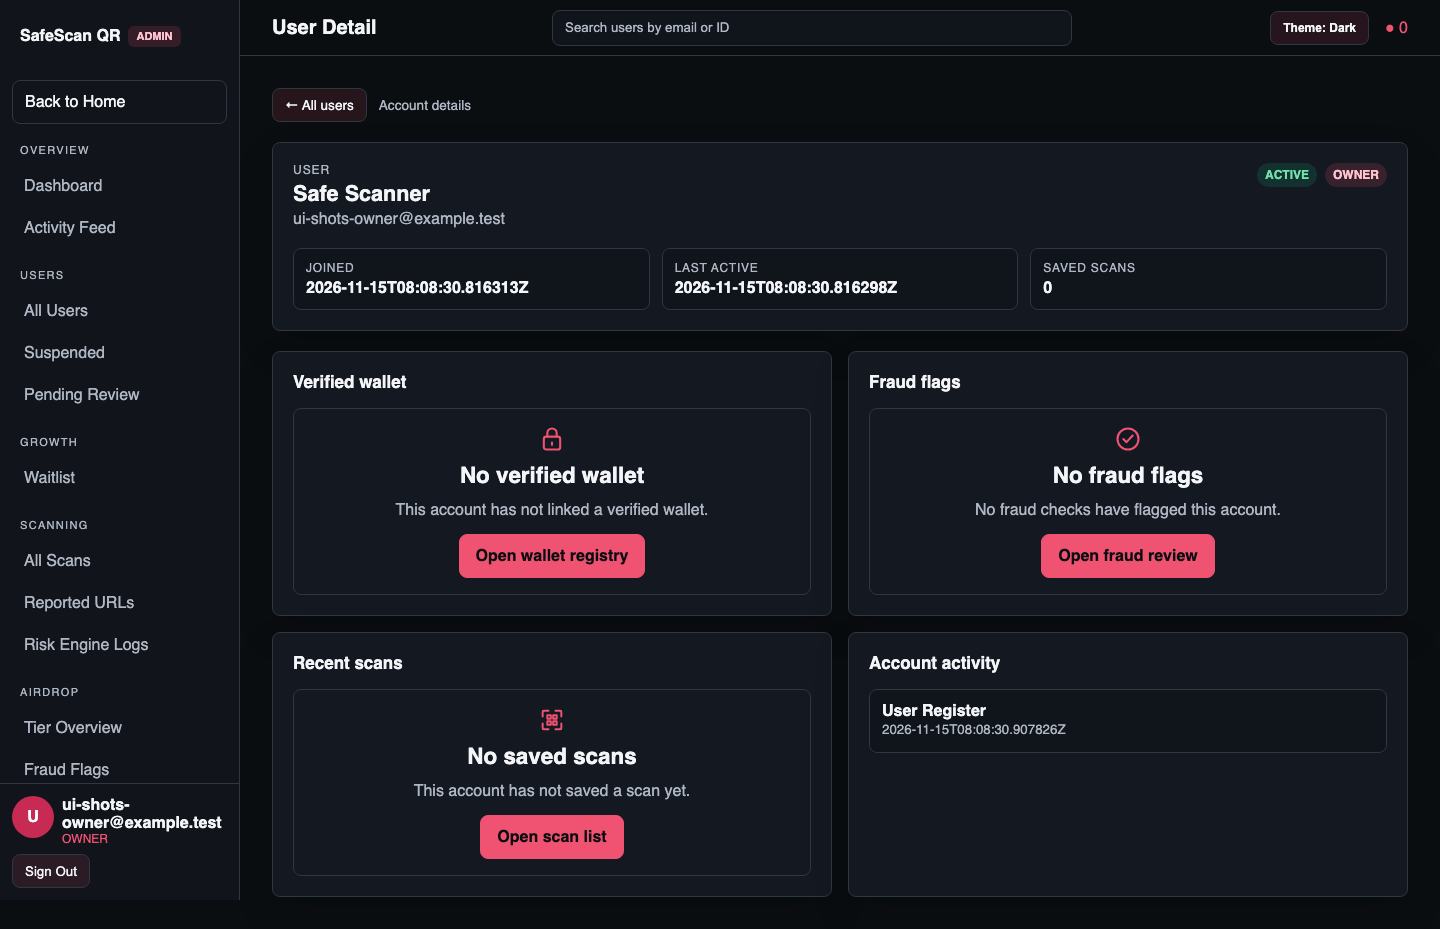 SafeScan QR ADMIN
Back to Home
OVERVIEW
Dashboard
Activity Feed
USERS
All Users
Suspended
Pending Review
GROWTH
Waitlist
SCANNING
All Scans
Reported URLs
Risk Engine Logs
AIRDROP
Tier Overview
Fraud Flags
U
ui-shots-
owner@example.test
OWNER
Sign Out
User Detail
Search users by email or ID
Theme: Dark
● 0
← All users
Account details
USER
Safe Scanner
ui-shots-owner@example.test
ACTIVE
OWNER
JOINED
2026-11-15T08:08:30.816313Z
LAST ACTIVE
2026-11-15T08:08:30.816298Z
SAVED SCANS
0
Verified wallet
No verified wallet
This account has not linked a verified wallet.
Open wallet registry
Fraud flags
No fraud flags
No fraud checks have flagged this account.
Open fraud review
Recent scans
No saved scans
This account has not saved a scan yet.
Open scan list
Account activity
User Register
2026-11-15T08:08:30.907826Z